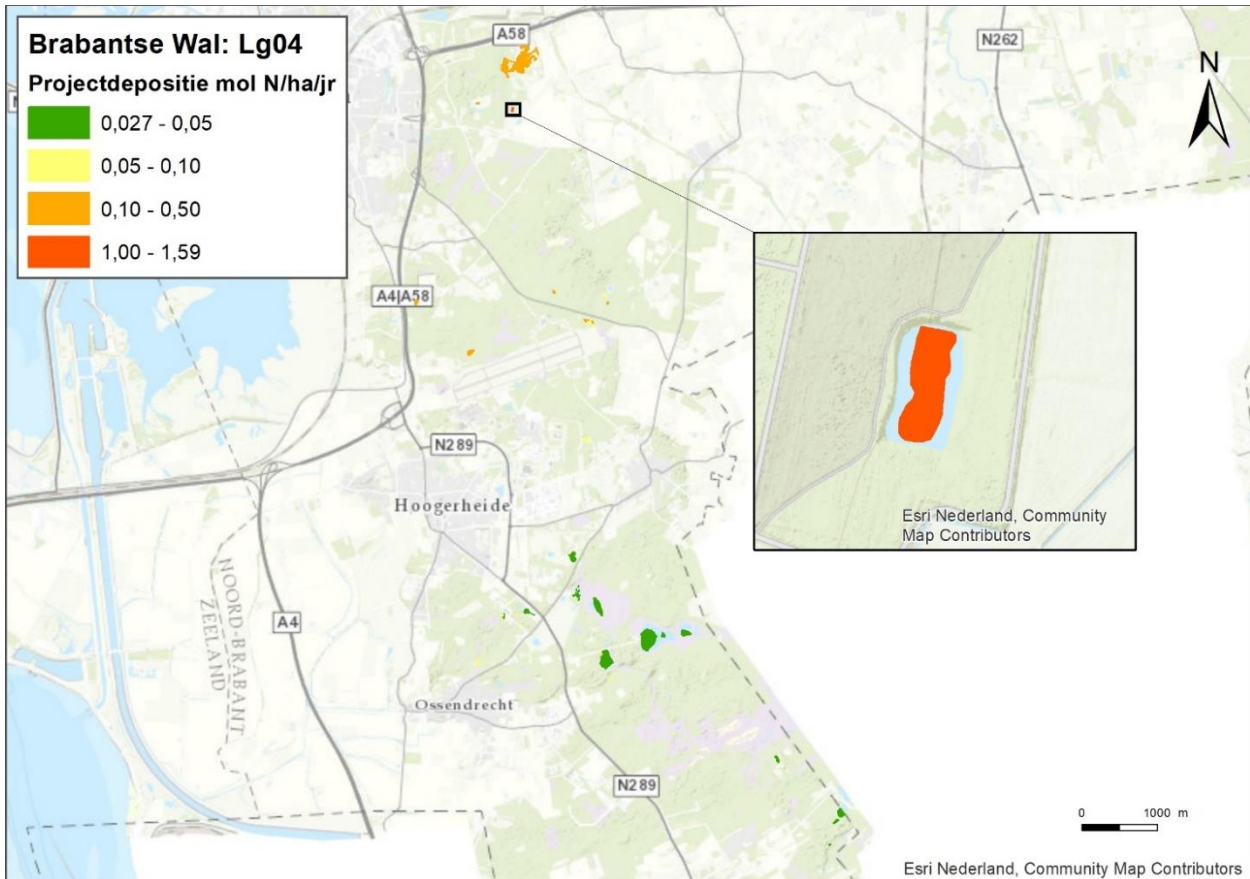 Brabantse Wal: Lg04
Projectdepositie mol N/ha/jr
0,027 - 0,05
0,05 - 0,10
0,10 - 0,50
1,00 - 1,59
A58
N262
N
A4|A58
N289
Hoogerheide
Esri Nederland, Community
Map Contributors
NOORD-BRABANT
ZEELAND
A4
Ossendrecht
N289
0 1000 m
Esri Nederland, Community Map Contributors